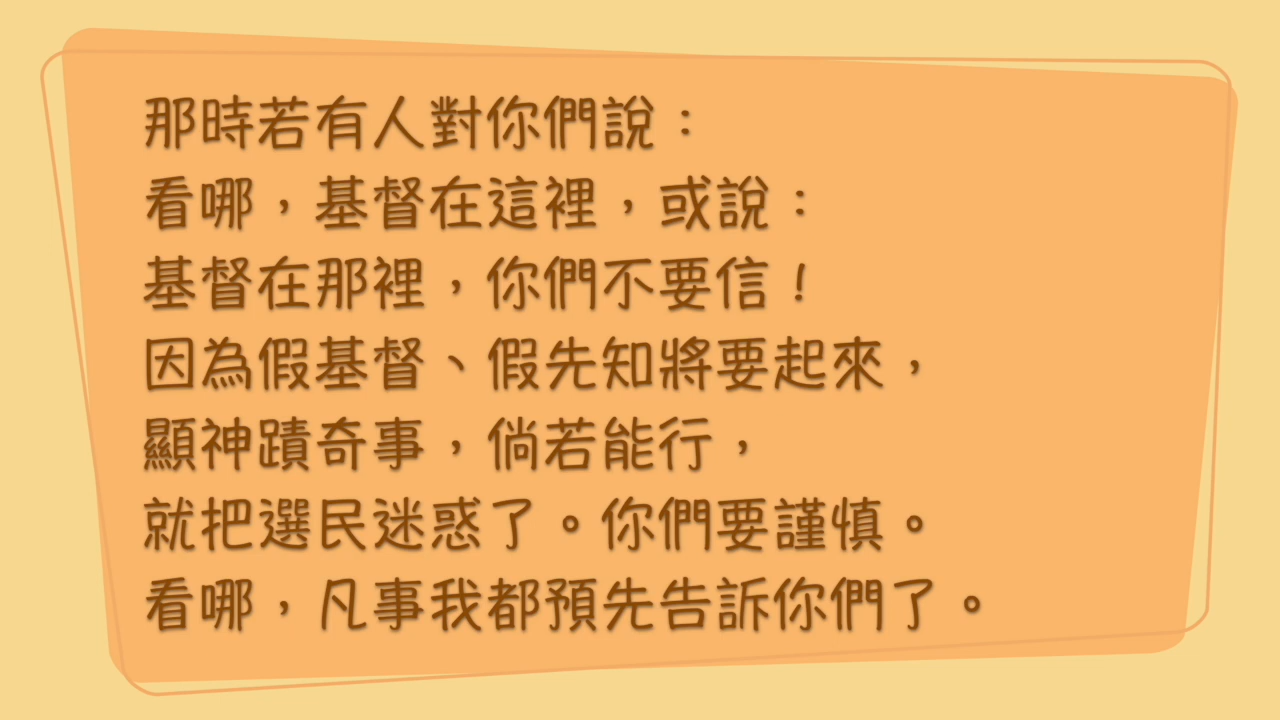 那時若有人對你們說：
看哪，基督在這裡，或說：
基督在那裡，你們不要信！
因為假基督、假先知將要起來，
顯神蹟奇事，倘若能行，
就把選民迷惑了。你們要謹慎。
看哪，凡事我都預先告訴你們了。